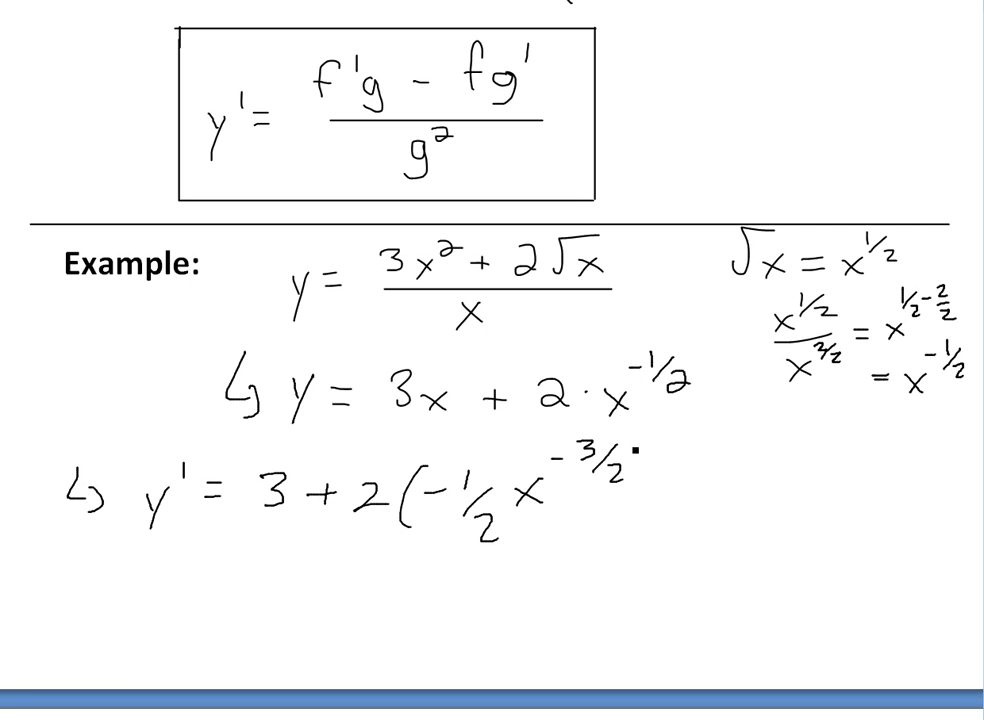 y' = f'g - fg' / g²
Example: y = 3x² + 2√x / x
√x = x^1/2
x^1/2 / x^2/2 = x^1/2-2/2
= x^-1/2
↳ y = 3x + 2·x^-1/2
↳ y' = 3 + 2(-1/2 x^-3/2